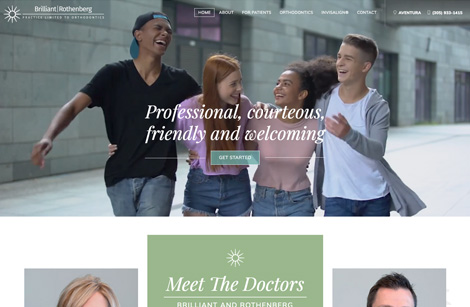 Brilliant|Rothenberg
PRACTICE LIMITED TO ORTHODONTICS
HOME ABOUT FOR PATIENTS ORTHODONTICS INVISALIGN® CONTACT AVENTURA (305) 933-1415
Professional, courteous,
friendly and welcoming
GET STARTED
Meet The Doctors
BRILLIANT AND ROTHENBERG